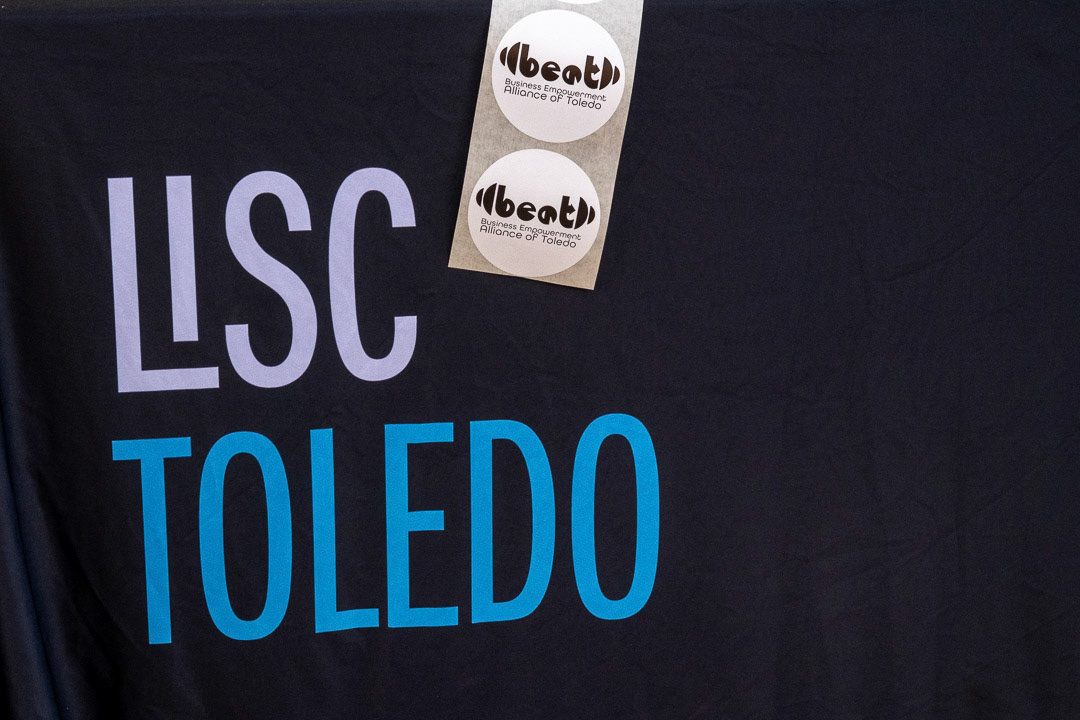 beat
Business Empowerment
Alliance of Toledo
beat
Business Empowerment
Alliance of Toledo
LISC
TOLEDO